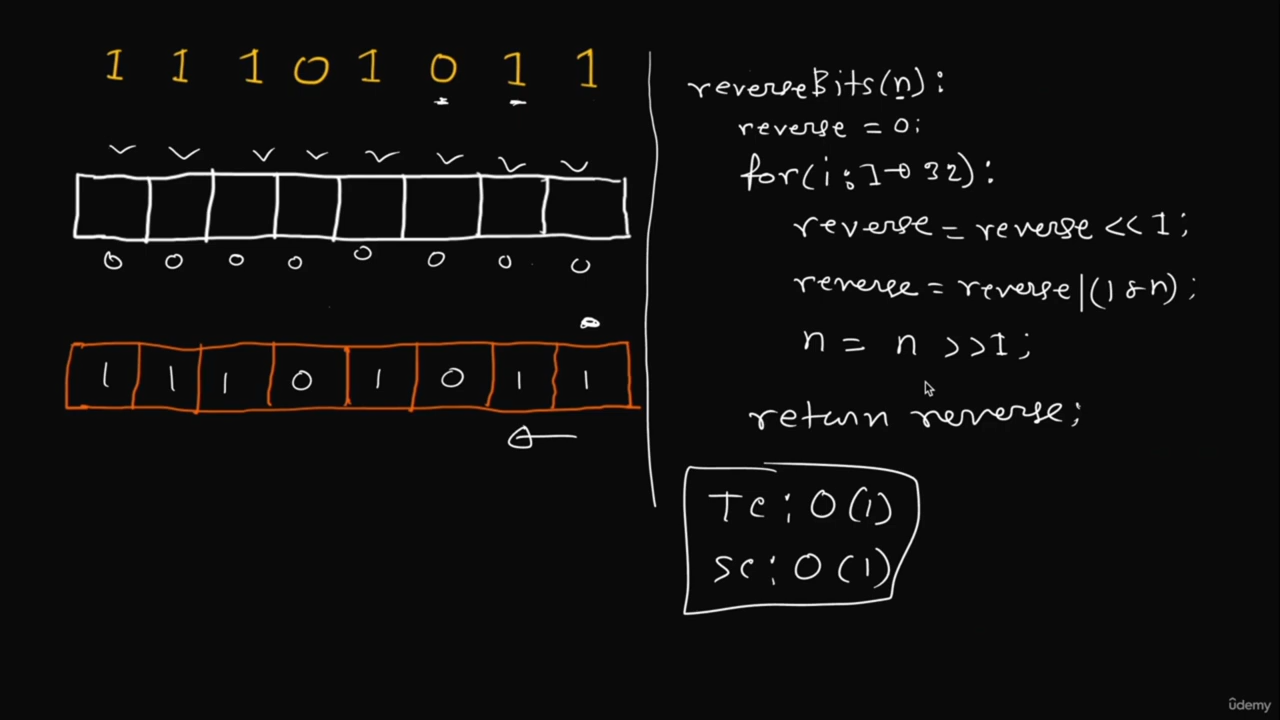 1 1 1 0 1 0 1 1
0 0 0 0 0 0 0 0
1 1 1 0 1 0 1 1
reverseBits(n):
reverse = 0;
for(i:1→32):
reverse = reverse << 1;
reverse = reverse|(1 & n);
n = n >>1;
return reverse;
TC: O(1)
SC: O(1)
ûdemy